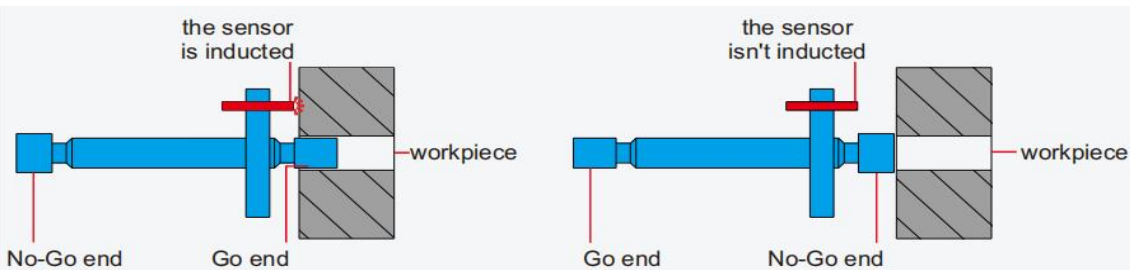 the sensor
is inducted
workpiece
No-Go end
Go end
the sensor
isn't inducted
workpiece
Go end
No-Go end